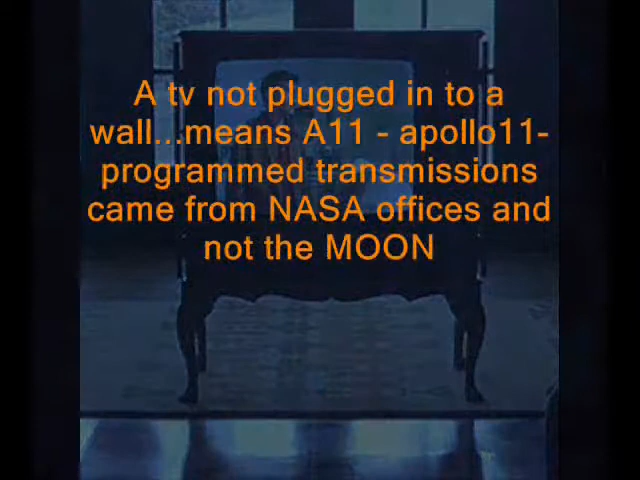 A tv not plugged in to a
wall...means A11 - apollo11-
programmed transmissions
came from NASA offices and
not the MOON